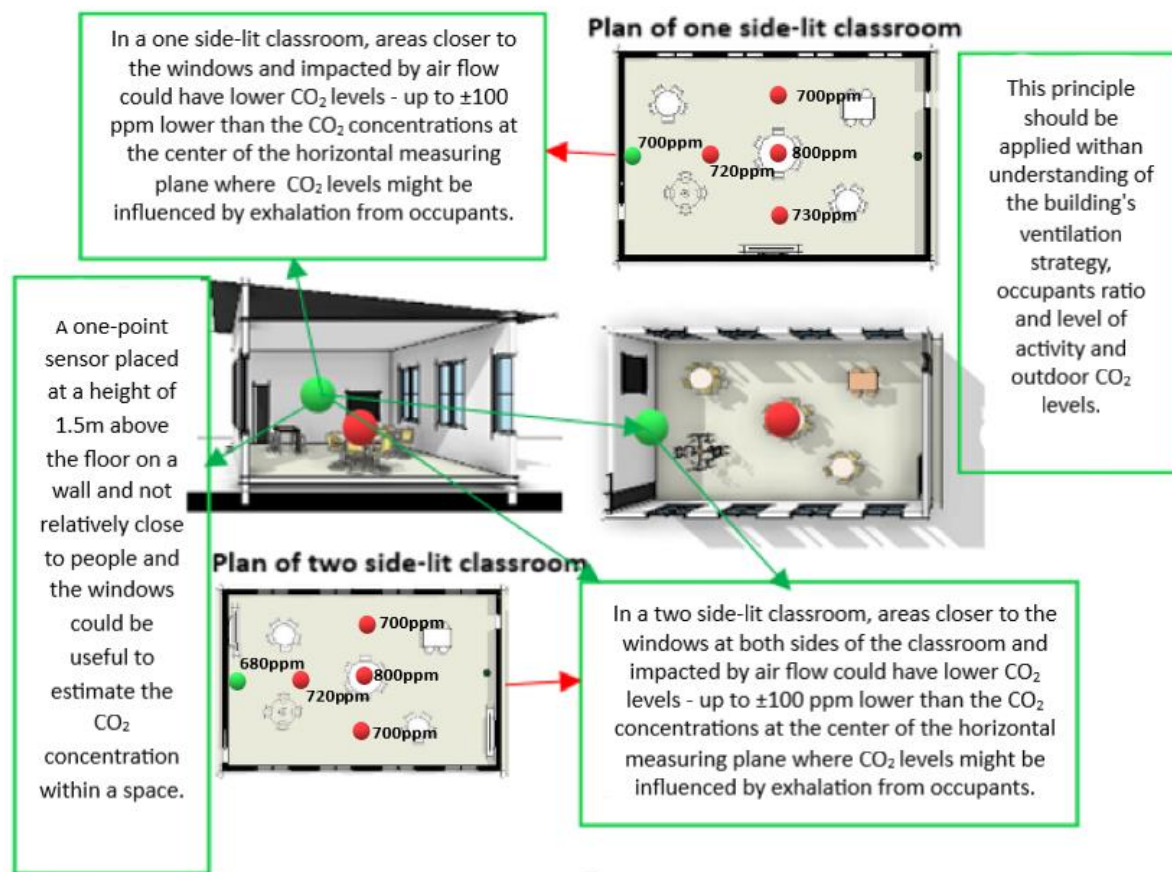 In a one side-lit classroom, areas closer to
the windows and impacted by air flow
could have lower CO₂ levels - up to ±100
ppm lower than the CO₂ concentrations at
the center of the horizontal measuring
plane where CO₂ levels might be
influenced by exhalation from occupants.
Plan of one side-lit classroom
700ppm
700ppm
720ppm
800ppm
730ppm
This principle
should be
applied withan
understanding of
the building's
ventilation
strategy,
occupants ratio
and level of
activity and
outdoor CO₂
levels.
A one-point
sensor placed
at a height of
1.5m above
the floor on a
wall and not
relatively close
to people and
the windows
could be
useful to
estimate the
CO₂
concentration
within a space.
Plan of two side-lit classroom
700ppm
680ppm
720ppm
800ppm
700ppm
In a two side-lit classroom, areas closer to the
windows at both sides of the classroom and
impacted by air flow could have lower CO₂
levels - up to ±100 ppm lower than the CO₂
concentrations at the center of the horizontal
measuring plane where CO₂ levels might be
influenced by exhalation from occupants.